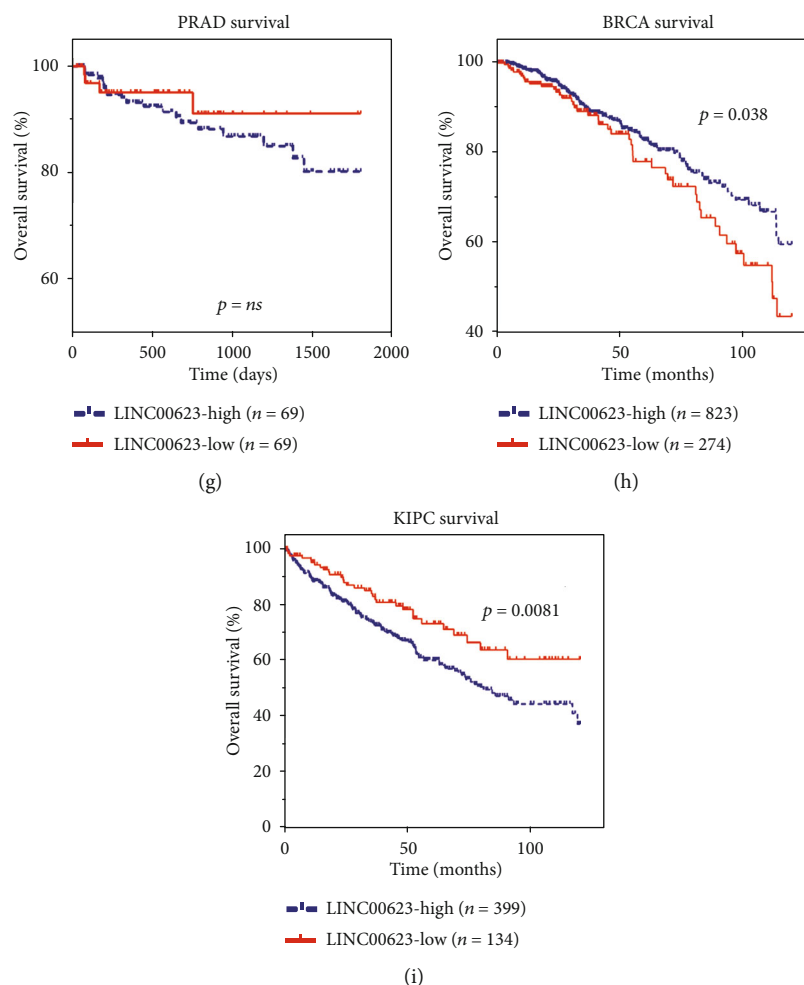 PRAD survival
100
80
60
Overall survival (%)
p = ns
0
500
1000
1500
2000
Time (days)
LINC00623-high (n = 69)
LINC00623-low (n = 69)
(g)
BRCA survival
100
80
60
40
Overall survival (%)
p = 0.038
0
50
100
Time (months)
LINC00623-high (n = 823)
LINC00623-low (n = 274)
(h)
KIPC survival
100
80
60
40
20
0
Overall survival (%)
p = 0.0081
0
50
100
Time (months)
LINC00623-high (n = 399)
LINC00623-low (n = 134)
(i)